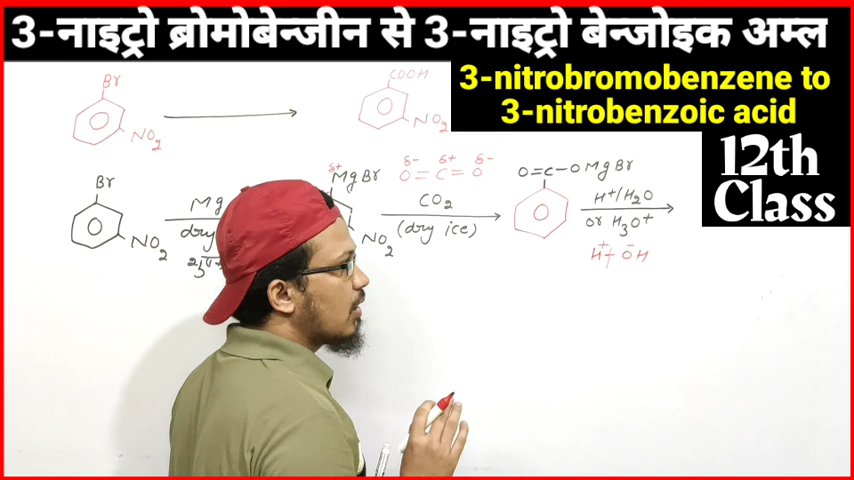 3-नाइट्रो ब्रोमोबेन्जीन से 3-नाइट्रो बेन्जोइक अम्ल
3-nitrobromobenzene to
3-nitrobenzoic acid
12th
Class
Br
NO2
COOH
NO2
Br
NO2
Mg
dry
MgBr
δ+
NO2
δ- δ+ δ-
O=C=O
CO2
(dry ice)
O=C-OMgBr
H+/H2O
or H3O+
H+ OH-